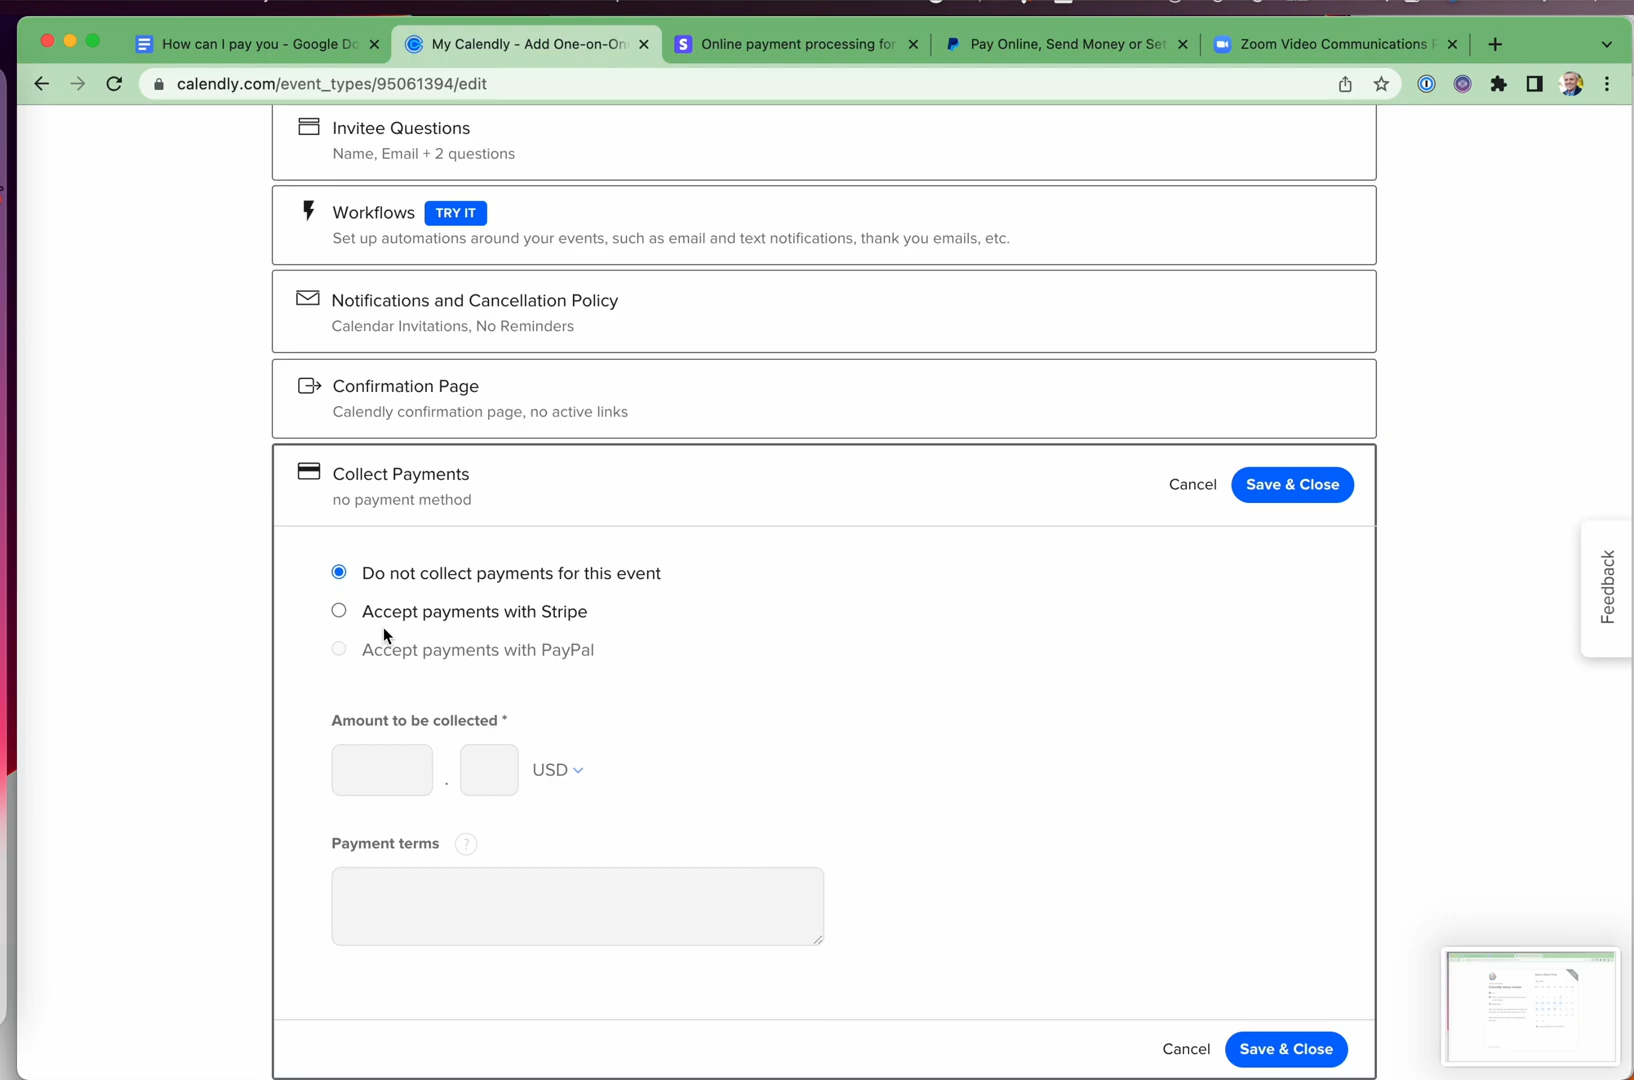 How can I pay you - Google Do
My Calendly - Add One-on-On
Online payment processing for
Pay Online, Send Money or Set
Zoom Video Communications P
calendly.com/event_types/95061394/edit
Invitee Questions
Name, Email + 2 questions
Workflows TRY IT
Set up automations around your events, such as email and text notifications, thank you emails, etc.
Notifications and Cancellation Policy
Calendar Invitations, No Reminders
Confirmation Page
Calendly confirmation page, no active links
Collect Payments
no payment method
Cancel Save & Close
Do not collect payments for this event
Accept payments with Stripe
Accept payments with PayPal
Amount to be collected *
. USD
Payment terms ?
Cancel Save & Close
Feedback